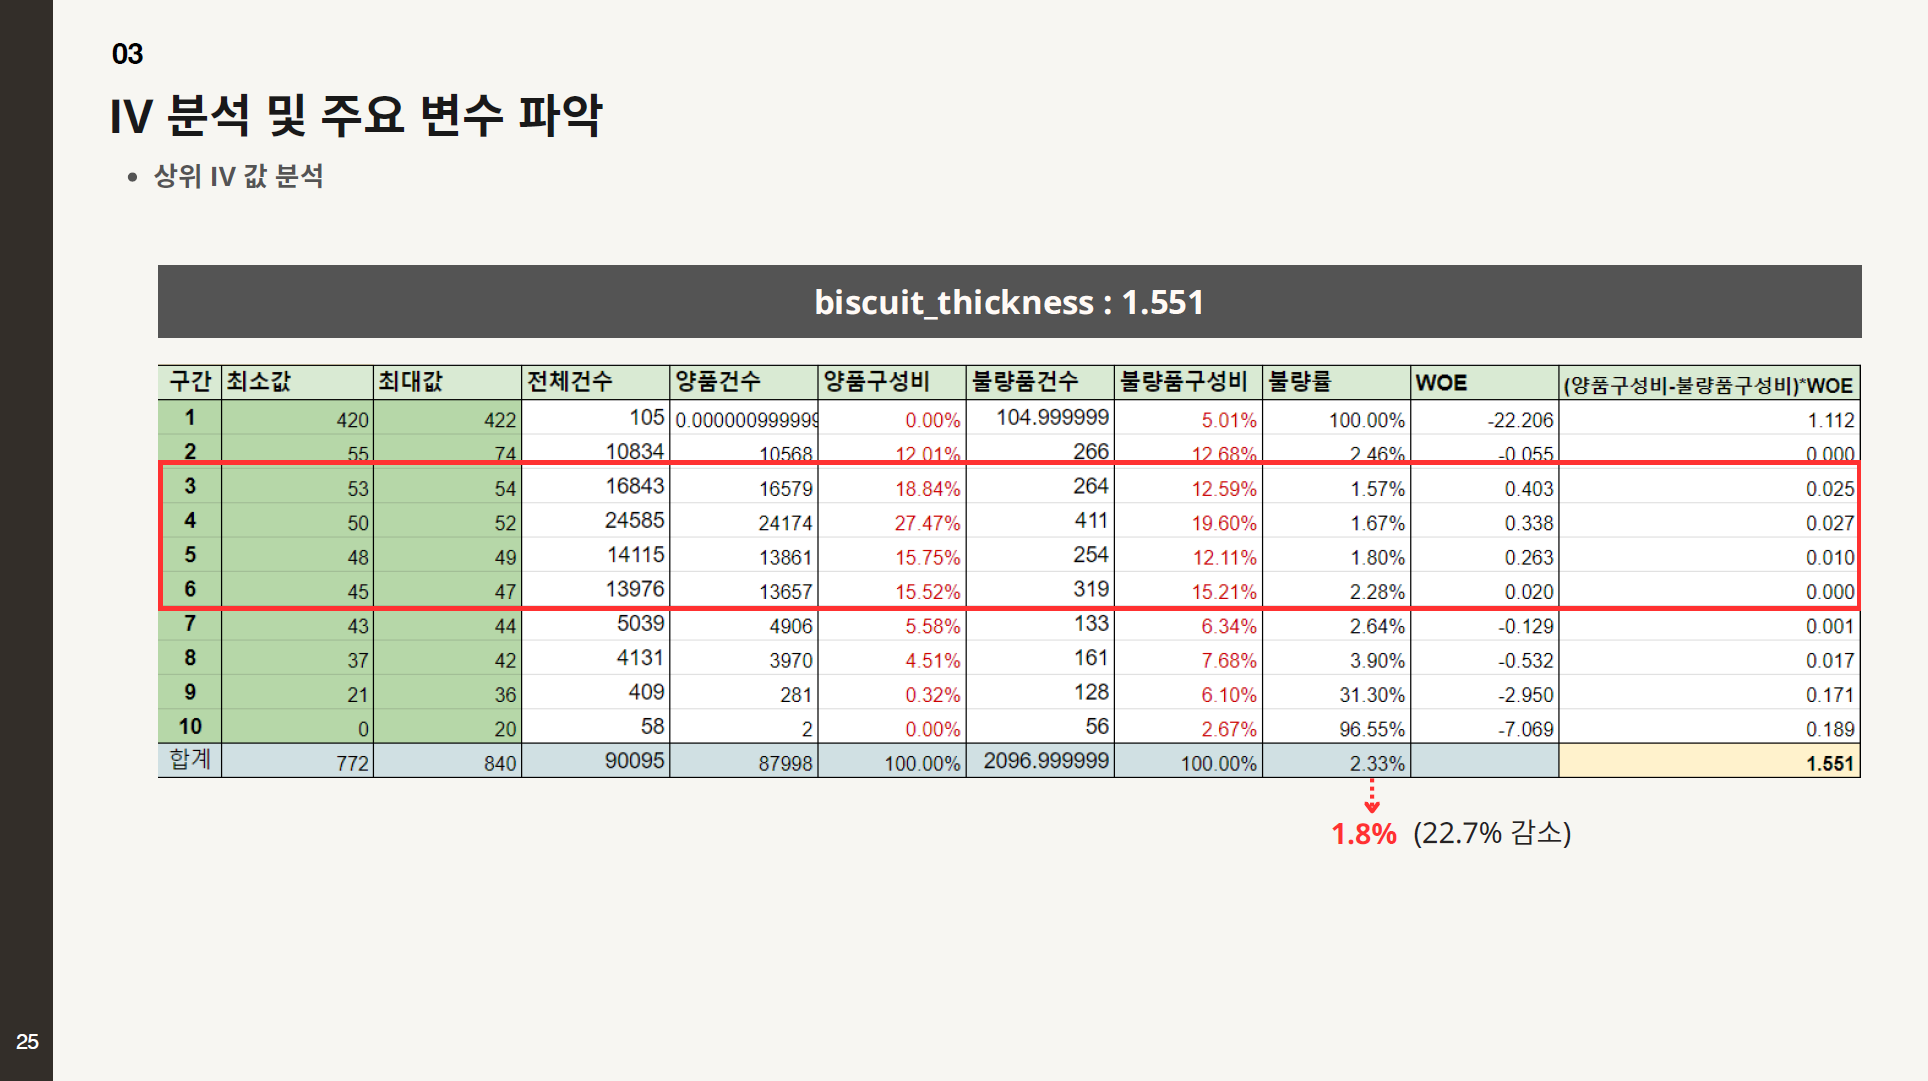 03
IV 분석 및 주요 변수 파악
• 상위 IV 값 분석
biscuit_thickness : 1.551
구간 최소값 최대값 전체건수 양품건수 양품구성비 불량품건수 불량품구성비 불량률 WOE (양품구성비-불량품구성비)*WOE
1 420 422 105 0.000000999999 0.00% 104.999999 5.01% 100.00% -22.206 1.112
2 55 74 10834 10568 12.01% 266 12.68% 2.46% -0.055 0.000
3 53 54 16843 16579 18.84% 264 12.59% 1.57% 0.403 0.025
4 50 52 24585 24174 27.47% 411 19.60% 1.67% 0.338 0.027
5 48 49 14115 13861 15.75% 254 12.11% 1.80% 0.263 0.010
6 45 47 13976 13657 15.52% 319 15.21% 2.28% 0.020 0.000
7 43 44 5039 4906 5.58% 133 6.34% 2.64% -0.129 0.001
8 37 42 4131 3970 4.51% 161 7.68% 3.90% -0.532 0.017
9 21 36 409 281 0.32% 128 6.10% 31.30% -2.950 0.171
10 0 20 58 2 0.00% 56 2.67% 96.55% -7.069 0.189
합계 772 840 90095 87998 100.00% 2096.999999 100.00% 2.33% 1.551
1.8% (22.7% 감소)
25